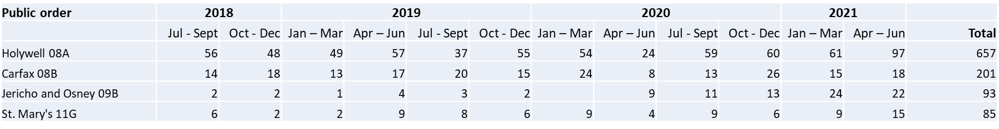 Public order 2018 2019 2020 2021
Jul - Sept Oct - Dec Jan – Mar Apr – Jun Jul - Sept Oct - Dec Jan – Mar Apr – Jun Jul - Sept Oct - Dec Jan – Mar Apr – Jun Total
Holywell 08A 56 48 49 57 37 55 54 24 59 60 61 97 657
Carfax 08B 14 18 13 17 20 15 24 8 13 26 15 18 201
Jericho and Osney 09B 2 2 1 4 3 2 9 11 13 24 22 93
St. Mary's 11G 6 2 2 9 8 6 9 4 9 6 9 15 85